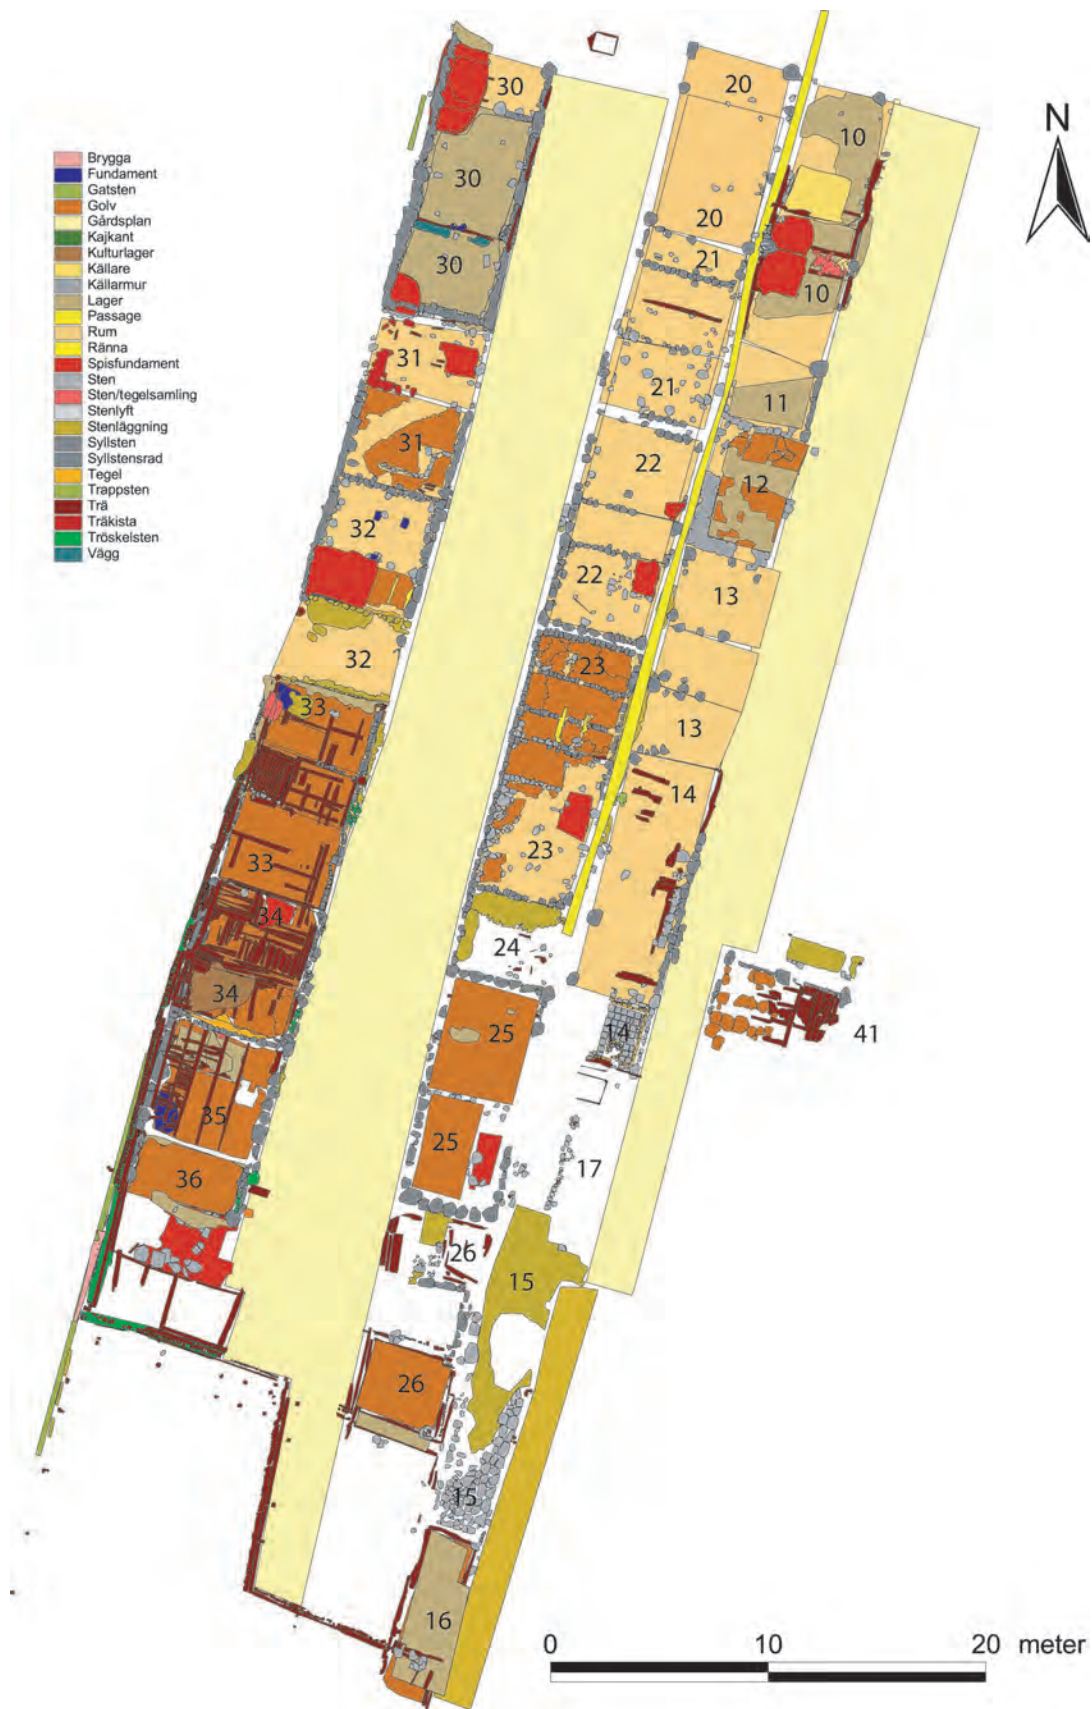 N
Brygga
Fundament
Gatsten
Golv
Gårdsplan
Kajkant
Kulturlager
Källare
Källarmur
Lager
Passage
Rum
Ränna
Spisfundament
Sten
Sten/tegelsamling
Stenlyft
Stenläggning
Syllsten
Syllstensrad
Tegel
Trappsten
Trä
Träkista
Tröskelsten
Vägg
30
30
30
31
31
32
32
33
33
34
34
35
36
20
20
21
21
22
22
23
23
24
25
25
26
26
10
10
11
12
13
13
14
14
17
15
15
16
41
0 10 20 meter